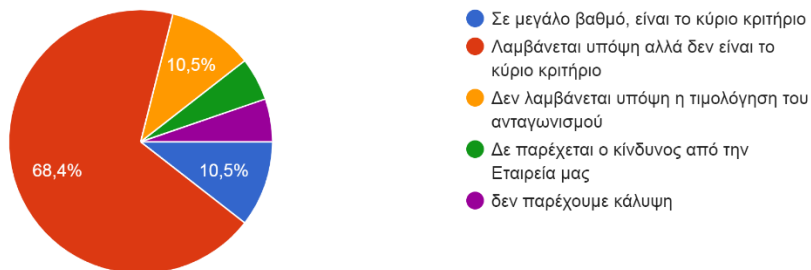 10,5%
68,4%
10,5%
Σε μεγάλο βαθμό, είναι το κύριο κριτήριο
Λαμβάνεται υπόψη αλλά δεν είναι το
κύριο κριτήριο
Δεν λαμβάνεται υπόψη η τιμολόγηση του
ανταγωνισμού
Δε παρέχεται ο κίνδυνος από την
Εταιρεία μας
δεν παρέχουμε κάλυψη